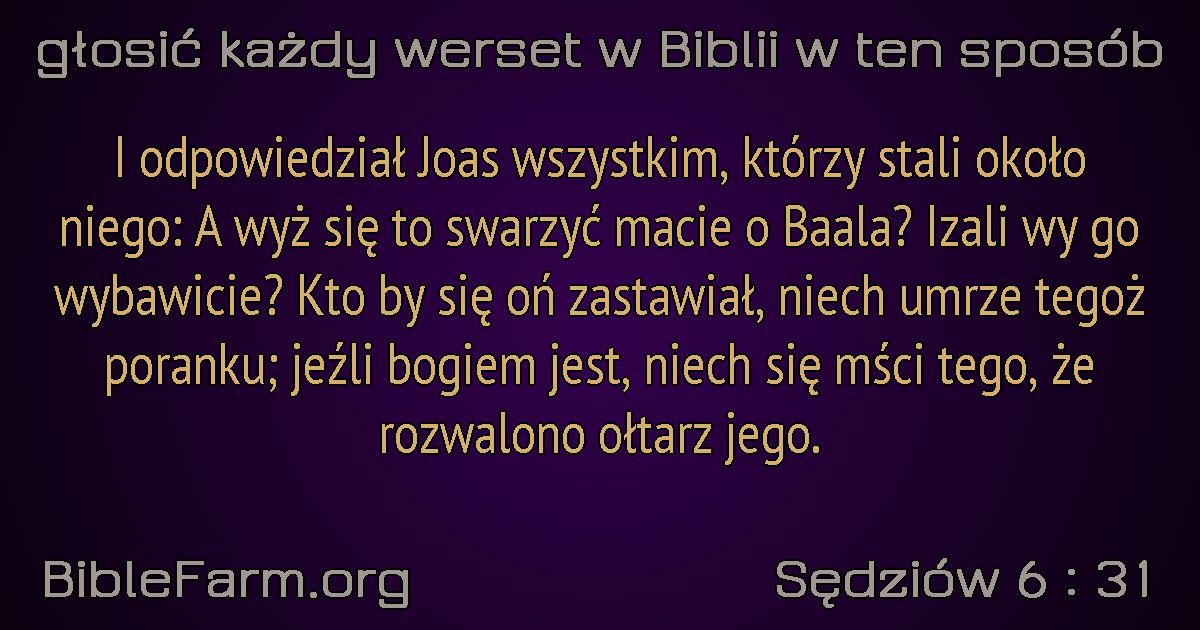 głosić każdy werset w Biblii w ten sposób
I odpowiedział Joas wszystkim, którzy stali około
niego: A wyż się to swarzyć macie o Baala? Izali wy go
wybawicie? Kto by się oń zastawiał, niech umrze tegoż
poranku; jeźli bogiem jest, niech się mści tego, że
rozwalono ołtarz jego.
BibleFarm.org
Sędziów 6 : 31